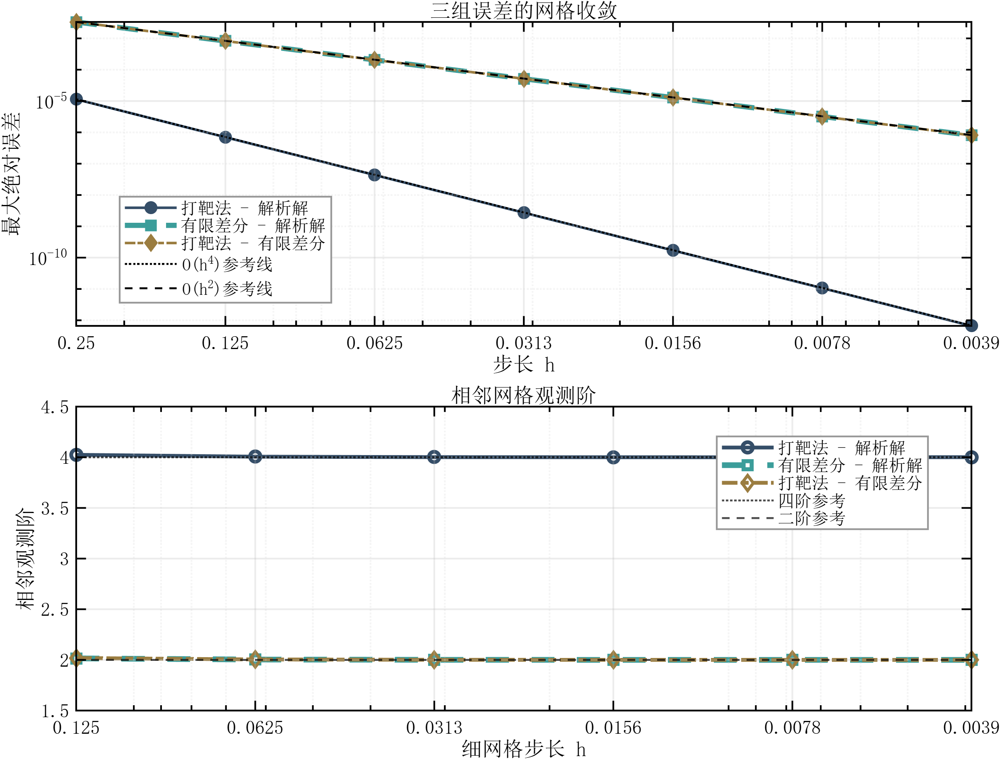 三组误差的网格收敛
最大绝对误差
10⁻⁵
10⁻¹⁰
打靶法 - 解析解
有限差分 - 解析解
打靶法 - 有限差分
O(h⁴)参考线
O(h²)参考线
0.25 0.125 0.0625 0.0313 0.0156 0.0078 0.0039
步长 h
相邻网格观测阶
相邻观测阶
4.5
4
3.5
3
2.5
2
1.5
打靶法 - 解析解
有限差分 - 解析解
打靶法 - 有限差分
四阶参考
二阶参考
0.125 0.0625 0.0313 0.0156 0.0078 0.0039
细网格步长 h